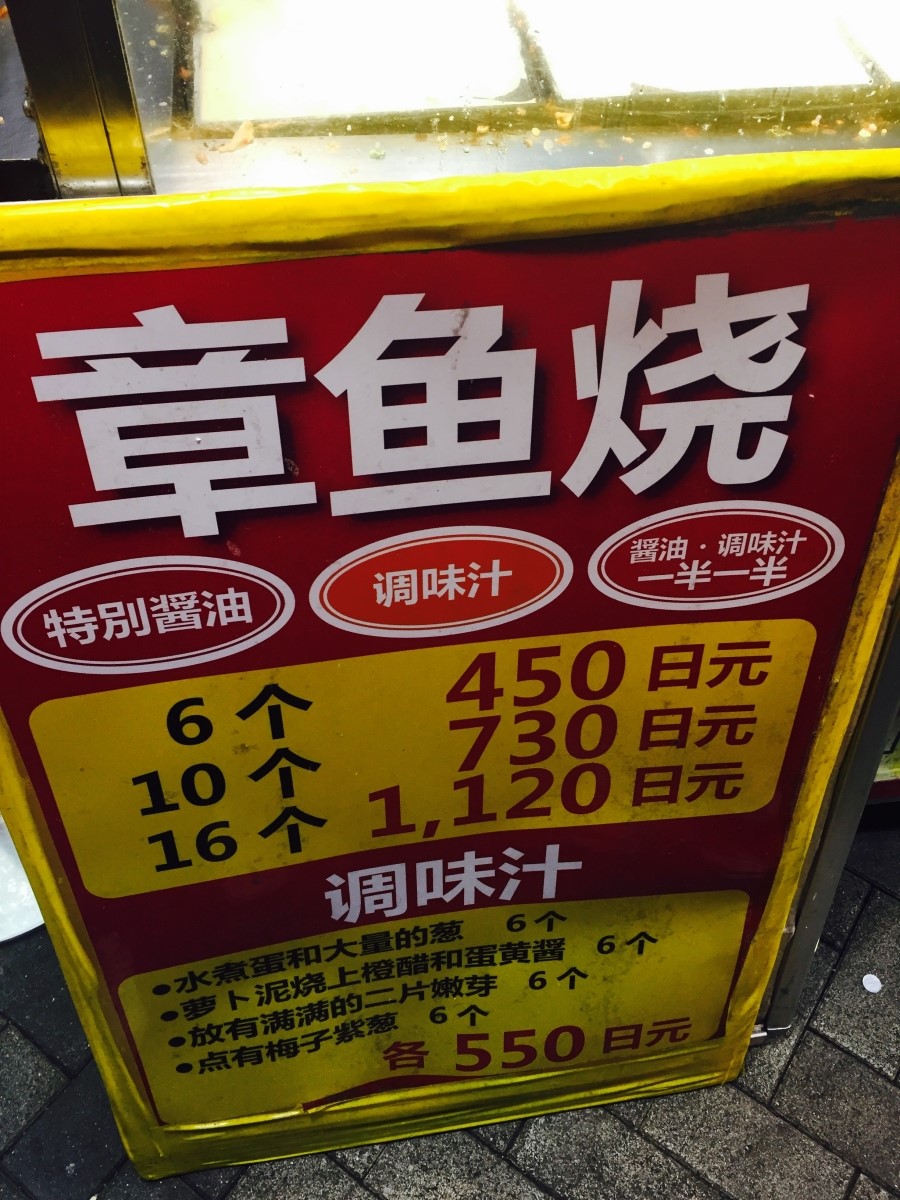 章鱼烧
特別醤油
调味汁
醤油·调味汁
一半一半
6个 450日元
10个 730日元
16个 1,120日元
调味汁
●水煮蛋和大量的葱 6个
●萝卜泥烧上橙醋和蛋黄醤 6个
●放有满满的二片嫩芽 6个
●点有梅子紫葱 6个
各 550日元